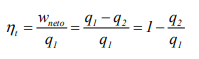 η_t = w_neto / q_1 = (q_1 − q_2) / q_1 = 1 − q_2 / q_1